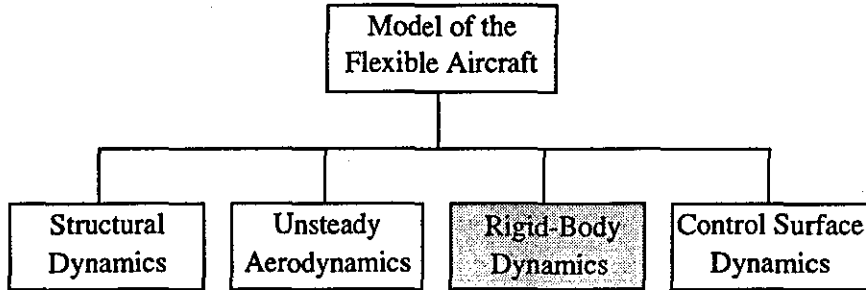 Model of the
Flexible Aircraft
Structural
Dynamics
Unsteady
Aerodynamics
Rigid-Body
Dynamics
Control Surface
Dynamics